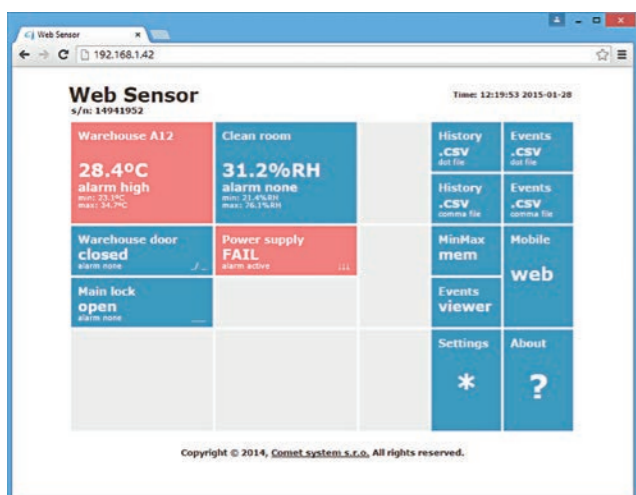 Web Sensor
192.168.1.42
Web Sensor
s/n: 14941952
Time: 12:19:53 2015-01-28
Warehouse A12
28.4ºC
alarm high
min: 23.1ºC
max: 34.7ºC
Clean room
31.2%RH
alarm none
min: 21.4%RH
max: 76.1%RH
History
.csv
dot file
Events
.csv
dot file
History
.csv
comma file
Events
.csv
comma file
Warehouse door
closed
alarm none
Power supply
FAIL
alarm active
MinMax
mem
Mobile
web
Main lock
open
alarm none
Events
viewer
Settings
*
About
?
Copyright © 2014, Comet system s.r.o. All rights reserved.